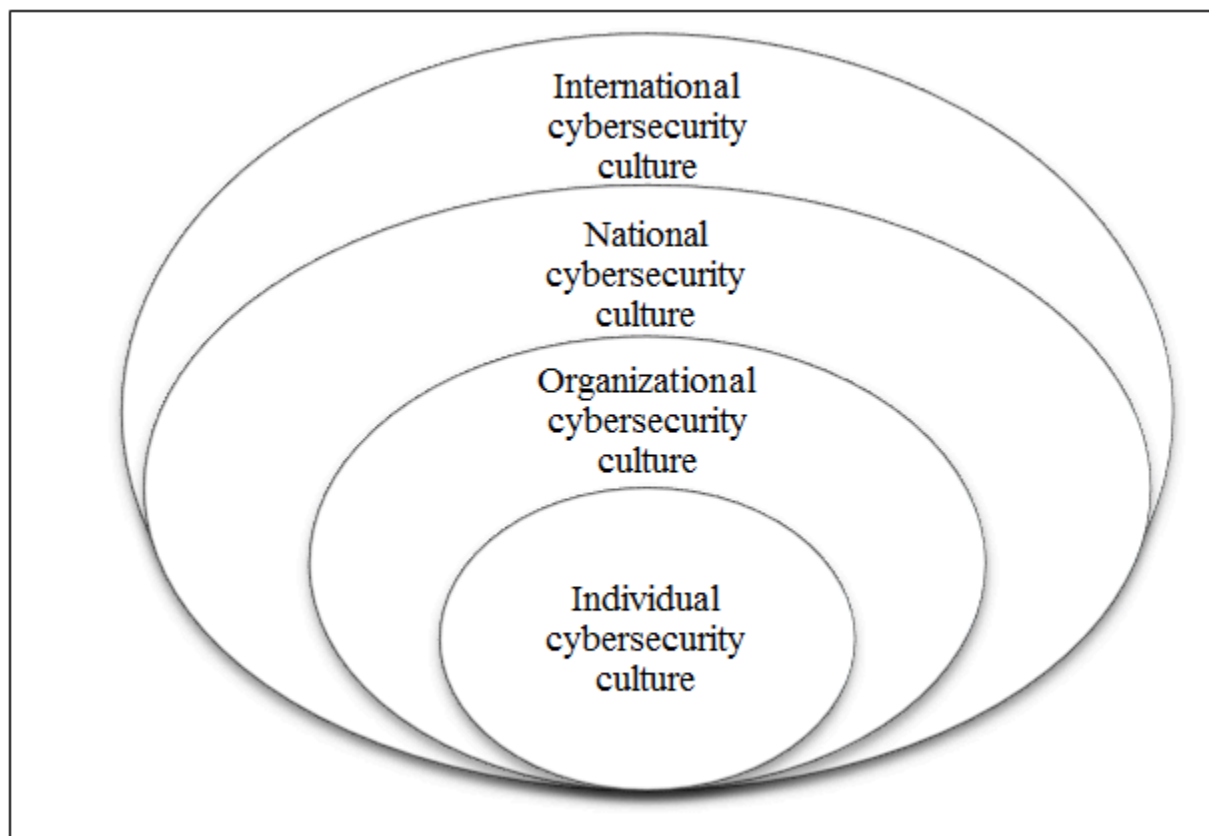 International
cybersecurity
culture
National
cybersecurity
culture
Organizational
cybersecurity
culture
Individual
cybersecurity
culture